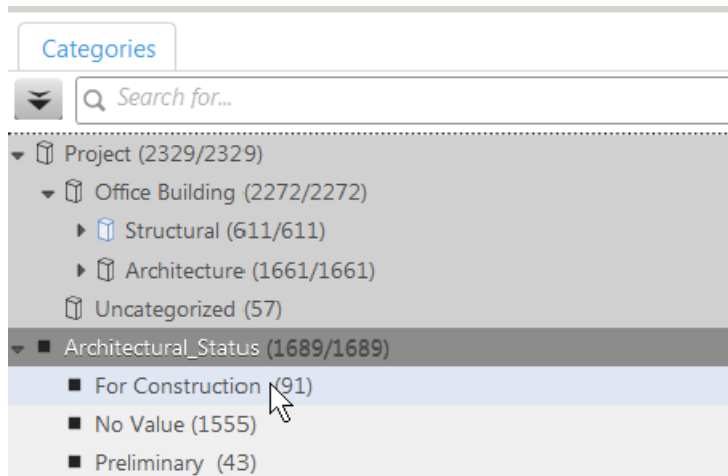 Categories
Search for...
Project (2329/2329)
Office Building (2272/2272)
Structural (611/611)
Architecture (1661/1661)
Uncategorized (57)
Architectural_Status (1689/1689)
For Construction (91)
No Value (1555)
Preliminary (43)